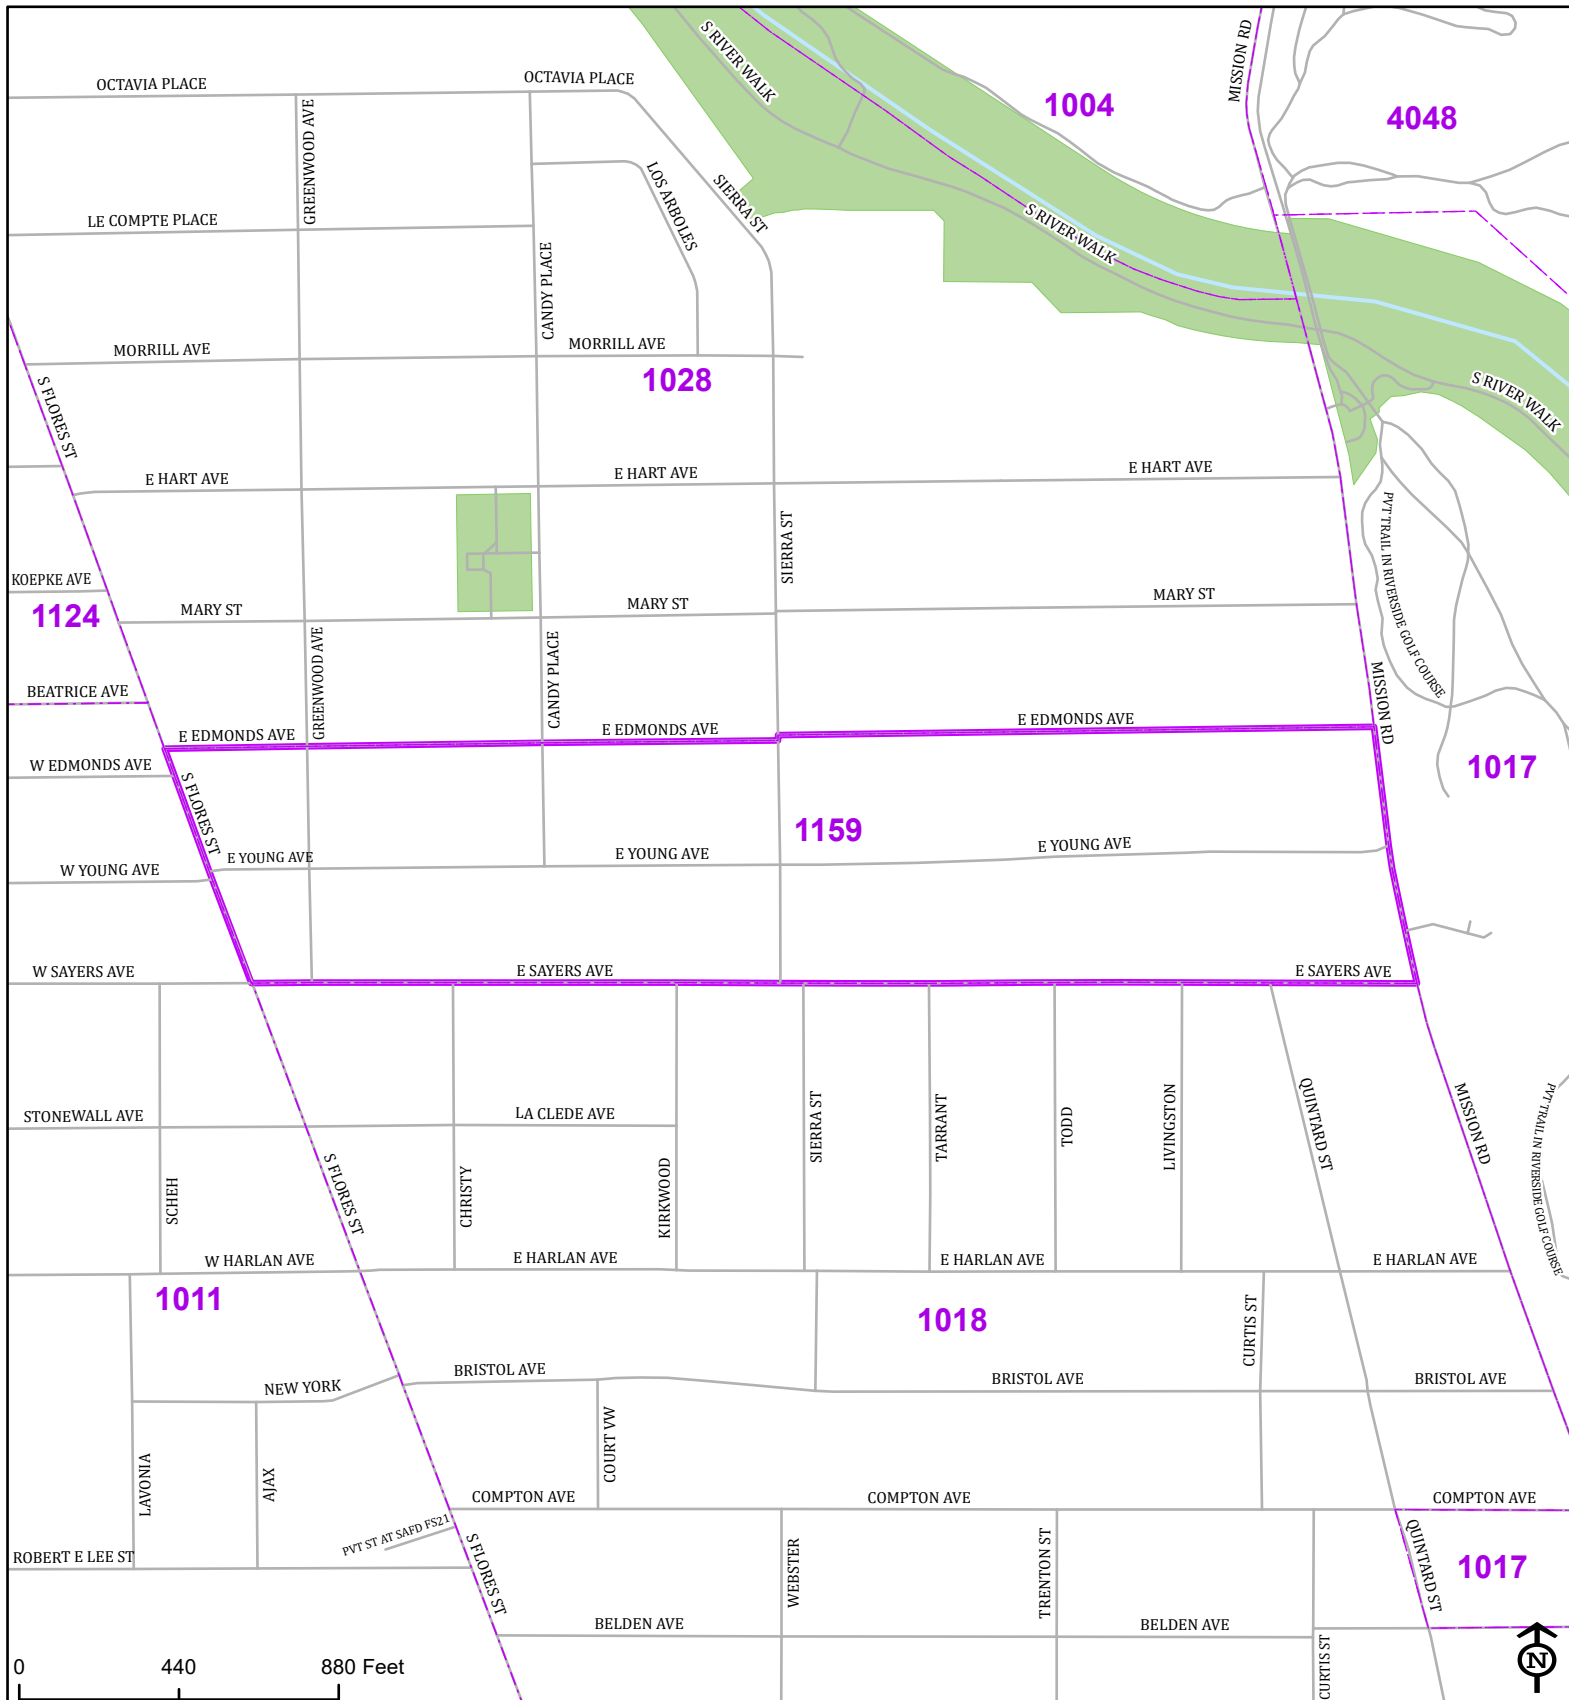 S RIVER WALK
MISSION RD
OCTAVIA PLACE
OCTAVIA PLACE
1004
4048
GREENWOOD AVE
LOS ARBOLES
SIERRA ST
LE COMPTE PLACE
S RIVER WALK
CANDY PLACE
MORRILL AVE
MORRILL AVE
1028
S FLORES ST
S RIVER WALK
E HART AVE
E HART AVE
E HART AVE
SIERRA ST
PVT TRAIL IN RIVERSIDE GOLF COURSE
KOEPKE AVE
1124
MARY ST
MARY ST
MARY ST
GREENWOOD AVE
CANDY PLACE
BEATRICE AVE
MISSION RD
E EDMONDS AVE
E EDMONDS AVE
E EDMONDS AVE
W EDMONDS AVE
1017
S FLORES ST
1159
W YOUNG AVE
E YOUNG AVE
E YOUNG AVE
E YOUNG AVE
W SAYERS AVE
E SAYERS AVE
E SAYERS AVE
STONEWALL AVE
LA CLEDE AVE
SIERRA ST
TARRANT
TODD
LIVINGSTON
QUINTARD ST
MISSION RD
PVT TRAIL IN RIVERSIDE GOLF COURSE
SCHEH
S FLORES ST
CHRISTY
KIRKWOOD
W HARLAN AVE
E HARLAN AVE
E HARLAN AVE
E HARLAN AVE
1011
1018
CURTIS ST
NEW YORK
BRISTOL AVE
BRISTOL AVE
BRISTOL AVE
LAVONIA
AJAX
COURT VW
COMPTON AVE
COMPTON AVE
COMPTON AVE
PVT ST AT SAFD FS21
ROBERT E LEE ST
S FLORES ST
WEBSTER
TRENTON ST
QUINTARD ST
1017
BELDEN AVE
BELDEN AVE
CURTIS ST
N
0 440 880 Feet